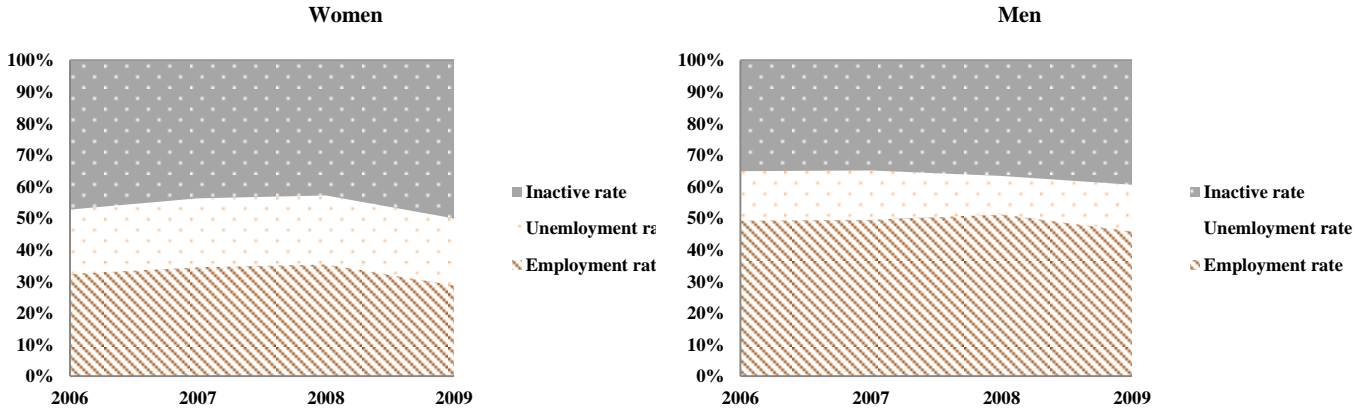 Women
100%
90%
80%
70%
60%
50%
40%
30%
20%
10%
0%
2006 2007 2008 2009
Inactive rate
Unemloyment ra
Employment rat
Men
100%
90%
80%
70%
60%
50%
40%
30%
20%
10%
0%
2006 2007 2008 2009
Inactive rate
Unemloyment rate
Employment rate